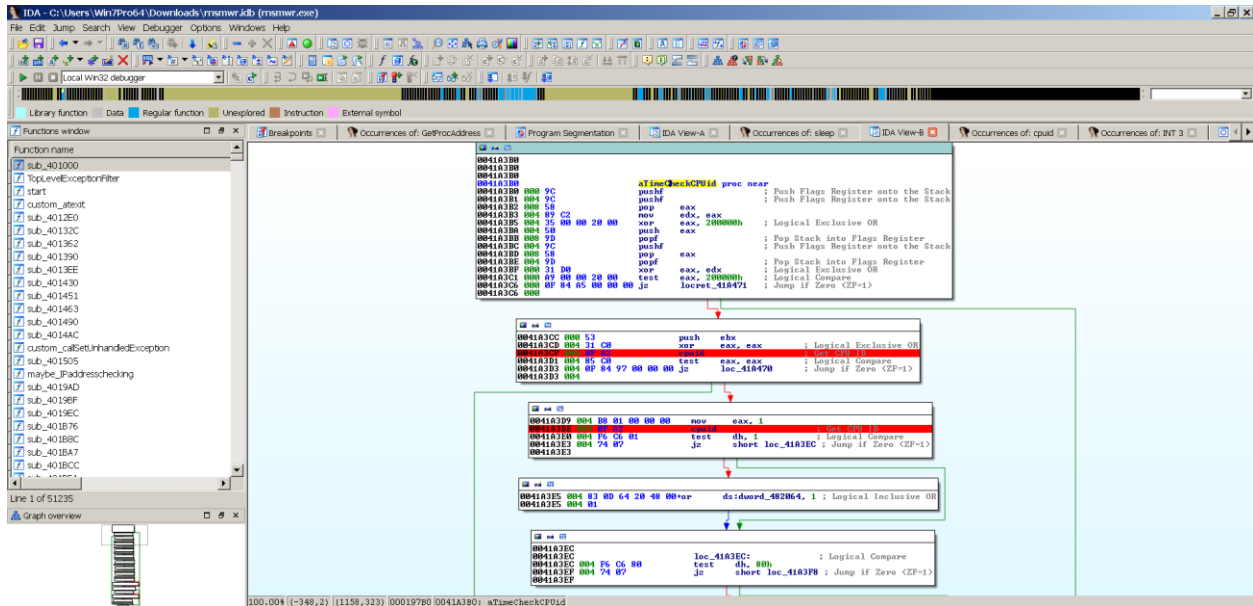 IDA - C:\Users\Win7Pro64\Downloads\rnsmwr.idb (rnsmwr.exe)
File Edit Jump Search View Debugger Options Windows Help
Local Win32 debugger
Library function Data Regular function Unexplored Instruction External symbol
Functions window
Breakpoints Occurrences of: GetProcAddress Program Segmentation IDA View-A Occurrences of: sleep IDA View-B Occurrences of: cpuid Occurrences of: INT 3
Function name
sub_401000
TopLevelExceptionFilter
start
custom_atexit
sub_4012E0
sub_40132C
sub_401362
sub_401390
sub_4013EE
sub_401430
sub_401451
sub_401463
sub_401490
sub_4014AC
custom_callSetUnhandledException
sub_401505
maybe_IPaddresschecking
sub_4019AD
sub_4019BF
sub_4019EC
sub_401B76
sub_401B8C
sub_401BA7
sub_401BCC
Line 1 of 51235
Graph overview
0041A3B0
0041A3B0
0041A3B0
0041A3B0 aTimeCheckCPUid proc near
0041A3B0 000 9C pushf ; Push Flags Register onto the Stack
0041A3B1 004 9C pushf ; Push Flags Register onto the Stack
0041A3B2 008 58 pop eax
0041A3B3 004 89 C2 mov edx, eax
0041A3B5 004 35 00 00 20 00 xor eax, 200000h ; Logical Exclusive OR
0041A3BA 004 50 push eax
0041A3BB 008 9D popf ; Pop Stack into Flags Register
0041A3BC 004 9C pushf ; Push Flags Register onto the Stack
0041A3BD 008 58 pop eax
0041A3BE 004 9D popf ; Pop Stack into Flags Register
0041A3BF 000 31 D0 xor eax, edx ; Logical Exclusive OR
0041A3C1 000 A9 00 00 20 00 test eax, 200000h ; Logical Compare
0041A3C6 000 0F 84 A5 00 00 00 jz locret_41A471 ; Jump if Zero (ZF=1)
0041A3C6 000
0041A3CC 000 53 push ebx
0041A3CD 004 31 C0 xor eax, eax ; Logical Exclusive OR
0041A3CF 004 0F A2 cpuid ; Get CPU ID
0041A3D1 004 85 C0 test eax, eax ; Logical Compare
0041A3D3 004 0F 84 97 00 00 00 jz loc_41A470 ; Jump if Zero (ZF=1)
0041A3D3 004
0041A3D9 004 B8 01 00 00 00 mov eax, 1
0041A3DE 004 0F A2 cpuid ; Get CPU ID
0041A3E0 004 F6 C6 01 test dh, 1 ; Logical Compare
0041A3E3 004 74 07 jz short loc_41A3EC ; Jump if Zero (ZF=1)
0041A3E3
0041A3E5 004 83 0D 64 20 48 00+or ds:dword_482064, 1 ; Logical Inclusive OR
0041A3E5 004 01
0041A3EC
0041A3EC loc_41A3EC: ; Logical Compare
0041A3EC 004 F6 C6 80 test dh, 80h
0041A3EF 004 74 07 jz short loc_41A3F8 ; Jump if Zero (ZF=1)
0041A3EF
100.00% (-348,2) (1158,323) 000197B0 0041A3B0: aTimeCheckCPUid